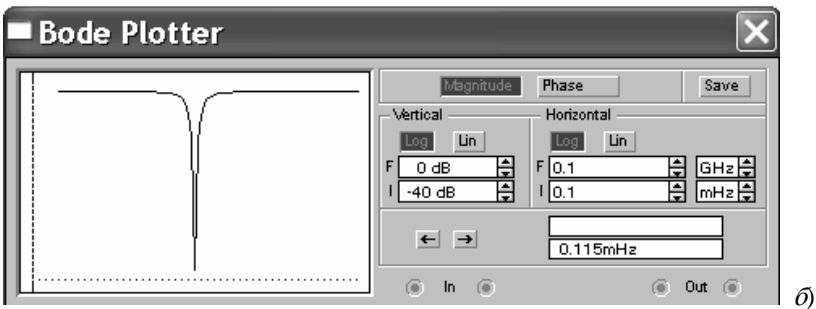 Bode Plotter
Magnitude Phase Save
Vertical Horizontal
Log Lin Log Lin
F 0 dB F 0.1 GHz
I -40 dB I 0.1 mHz
← →
0.115mHz
In Out
б)